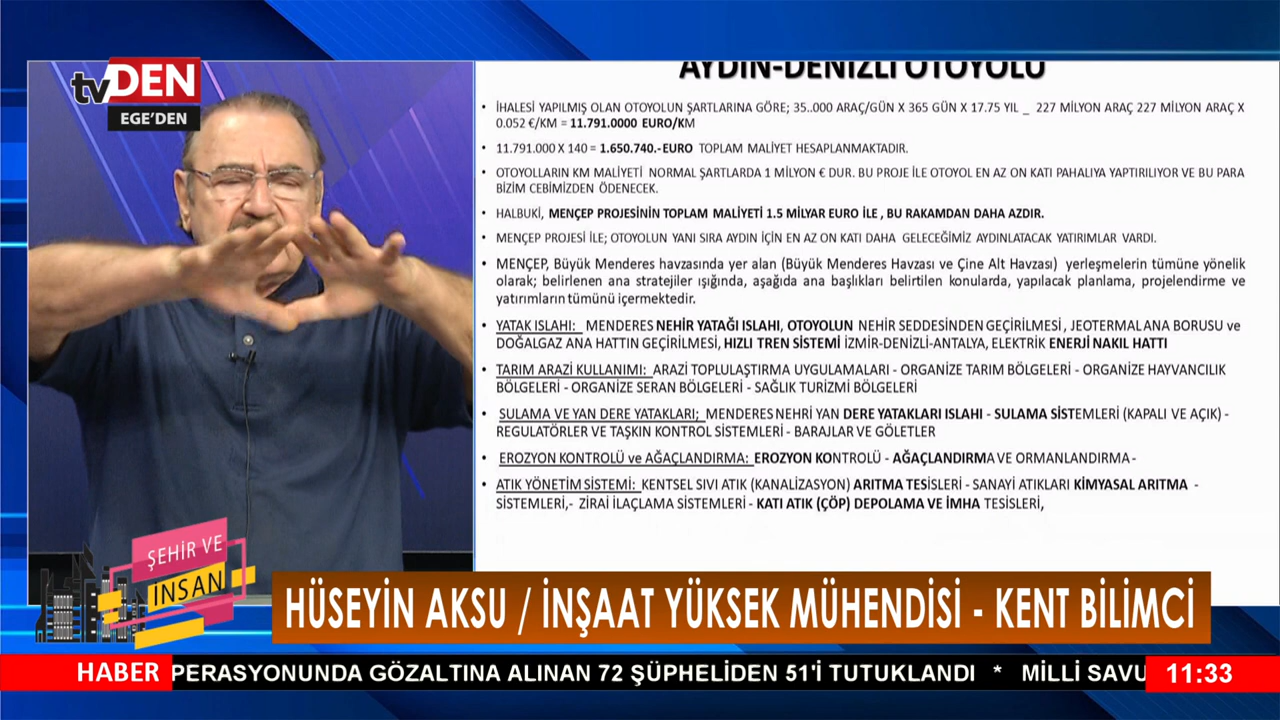 tv DEN
EGE'DEN
AYDIN-DENİZLİ OTOYOLU
• İHALESİ YAPILMIŞ OLAN OTOYOLUN ŞARTLARINA GÖRE; 35..000 ARAÇ/GÜN X 365 GÜN X 17.75 YIL _ 227 MİLYON ARAÇ 227 MİLYON ARAÇ X
0.052 €/KM = 11.791.0000 EURO/KM
• 11.791.000 X 140 = 1.650.740.-EURO TOPLAM MALİYET HESAPLANMAKTADIR.
• OTOYOLLARIN KM MALİYETİ NORMAL ŞARTLARDA 1 MİLYON € DUR. BU PROJE İLE OTOYOL EN AZ ON KATI PAHALIYA YAPTIRILIYOR VE BU PARA
BİZİM CEBİMİZDEN ÖDENECEK.
• HALBUKİ, MENÇEP PROJESİNİN TOPLAM MALİYETİ 1.5 MİLYAR EURO İLE , BU RAKAMDAN DAHA AZDIR.
• MENÇEP PROJESİ İLE; OTOYOLUN YANI SIRA AYDIN İÇİN EN AZ ON KATI DAHA GELECEĞİMİZ AYDINLATACAK YATIRIMLAR VARDI.
• MENÇEP, Büyük Menderes havzasında yer alan (Büyük Menderes Havzası ve Çine Alt Havzası) yerleşmelerin tümüne yönelik
olarak; belirlenen ana stratejiler ışığında, aşağıda ana başlıkları belirtilen konularda, yapılacak planlama, projelendirme ve
yatırımların tümünü içermektedir.
• YATAK ISLAHI: MENDERES NEHİR YATAĞI ISLAHI, OTOYOLUN NEHİR SEDDESİNDEN GEÇİRİLMESİ , JEOTERMAL ANA BORUSU ve
DOĞALGAZ ANA HATTIN GEÇİRİLMESİ, HIZLI TREN SİSTEMİ İZMİR-DENİZLİ-ANTALYA, ELEKTRİK ENERJİ NAKIL HATTI
• TARIM ARAZİ KULLANIMI: ARAZİ TOPLULAŞTIRMA UYGULAMALARI - ORGANİZE TARIM BÖLGELERİ - ORGANİZE HAYVANCILIK
BÖLGELERİ - ORGANİZE SERAN BÖLGELERİ - SAĞLIK TURİZMİ BÖLGELERİ
• SULAMA VE YAN DERE YATAKLARI; MENDERES NEHRİ YAN DERE YATAKLARI ISLAHI - SULAMA SİSTEMLERİ (KAPALI VE AÇIK) -
REGULATÖRLER VE TAŞKIN KONTROL SİSTEMLERİ - BARAJLAR VE GÖLETLER
• EROZYON KONTROLÜ ve AĞAÇLANDIRMA: EROZYON KONTROLÜ - AĞAÇLANDIRMA VE ORMANLANDIRMA -
• ATIK YÖNETİM SİSTEMİ: KENTSEL SIVI ATIK (KANALİZASYON) ARITMA TESİSLERİ - SANAYİ ATIKLARI KİMYASAL ARITMA -
SİSTEMLERİ,- ZİRAİ İLAÇLAMA SİSTEMLERİ - KATI ATIK (ÇÖP) DEPOLAMA VE İMHA TESİSLERİ,
ŞEHİR VE
İNSAN
HÜSEYİN AKSU / İNŞAAT YÜKSEK MÜHENDİSİ - KENT BİLİMCİ
HABER PERASYONUNDA GÖZALTINA ALINAN 72 ŞÜPHELİDEN 51'İ TUTUKLANDI * MİLLİ SAVU 11:33